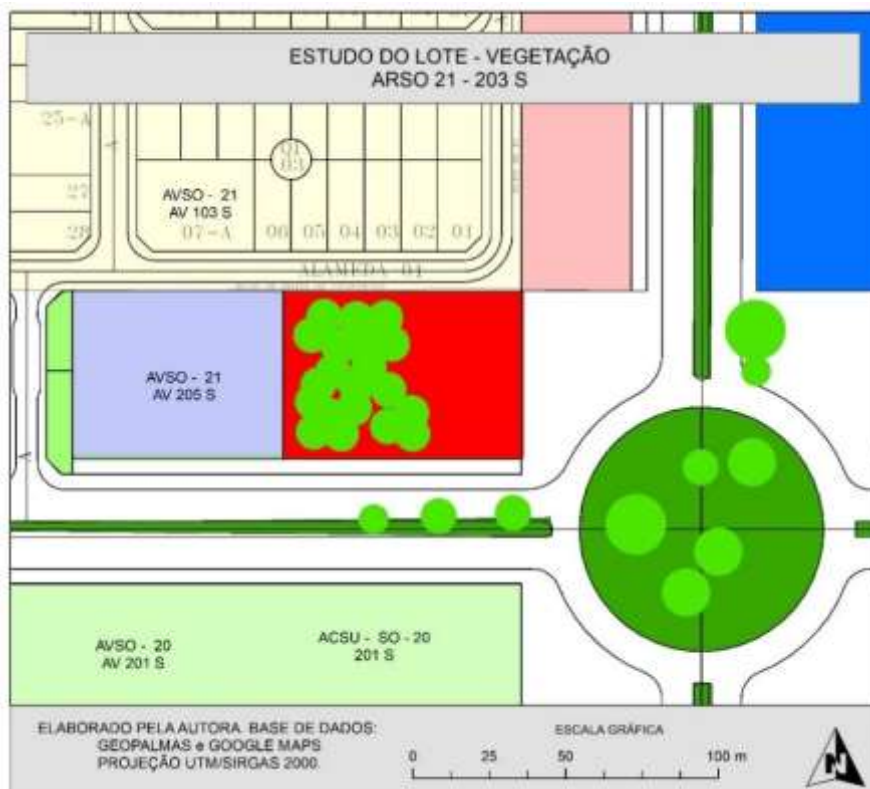 ESTUDO DO LOTE - VEGETAÇÃO
ARSO 21 - 203 S
25-A
QI
03
27
AVSO - 21
AV 103 S
28
07-A 06 05 04 03 02 01
ALAMEDA 01
AVSO - 21
AV 205 S
AVSO - 20
AV 201 S
ACSU - SO - 20
201 S
ELABORADO PELA AUTORA. BASE DE DADOS:
GEOPALMAS e GOOGLE MAPS
PROJEÇÃO UTM/SIRGAS 2000.
ESCALA GRÁFICA
0 25 50 100 m
N